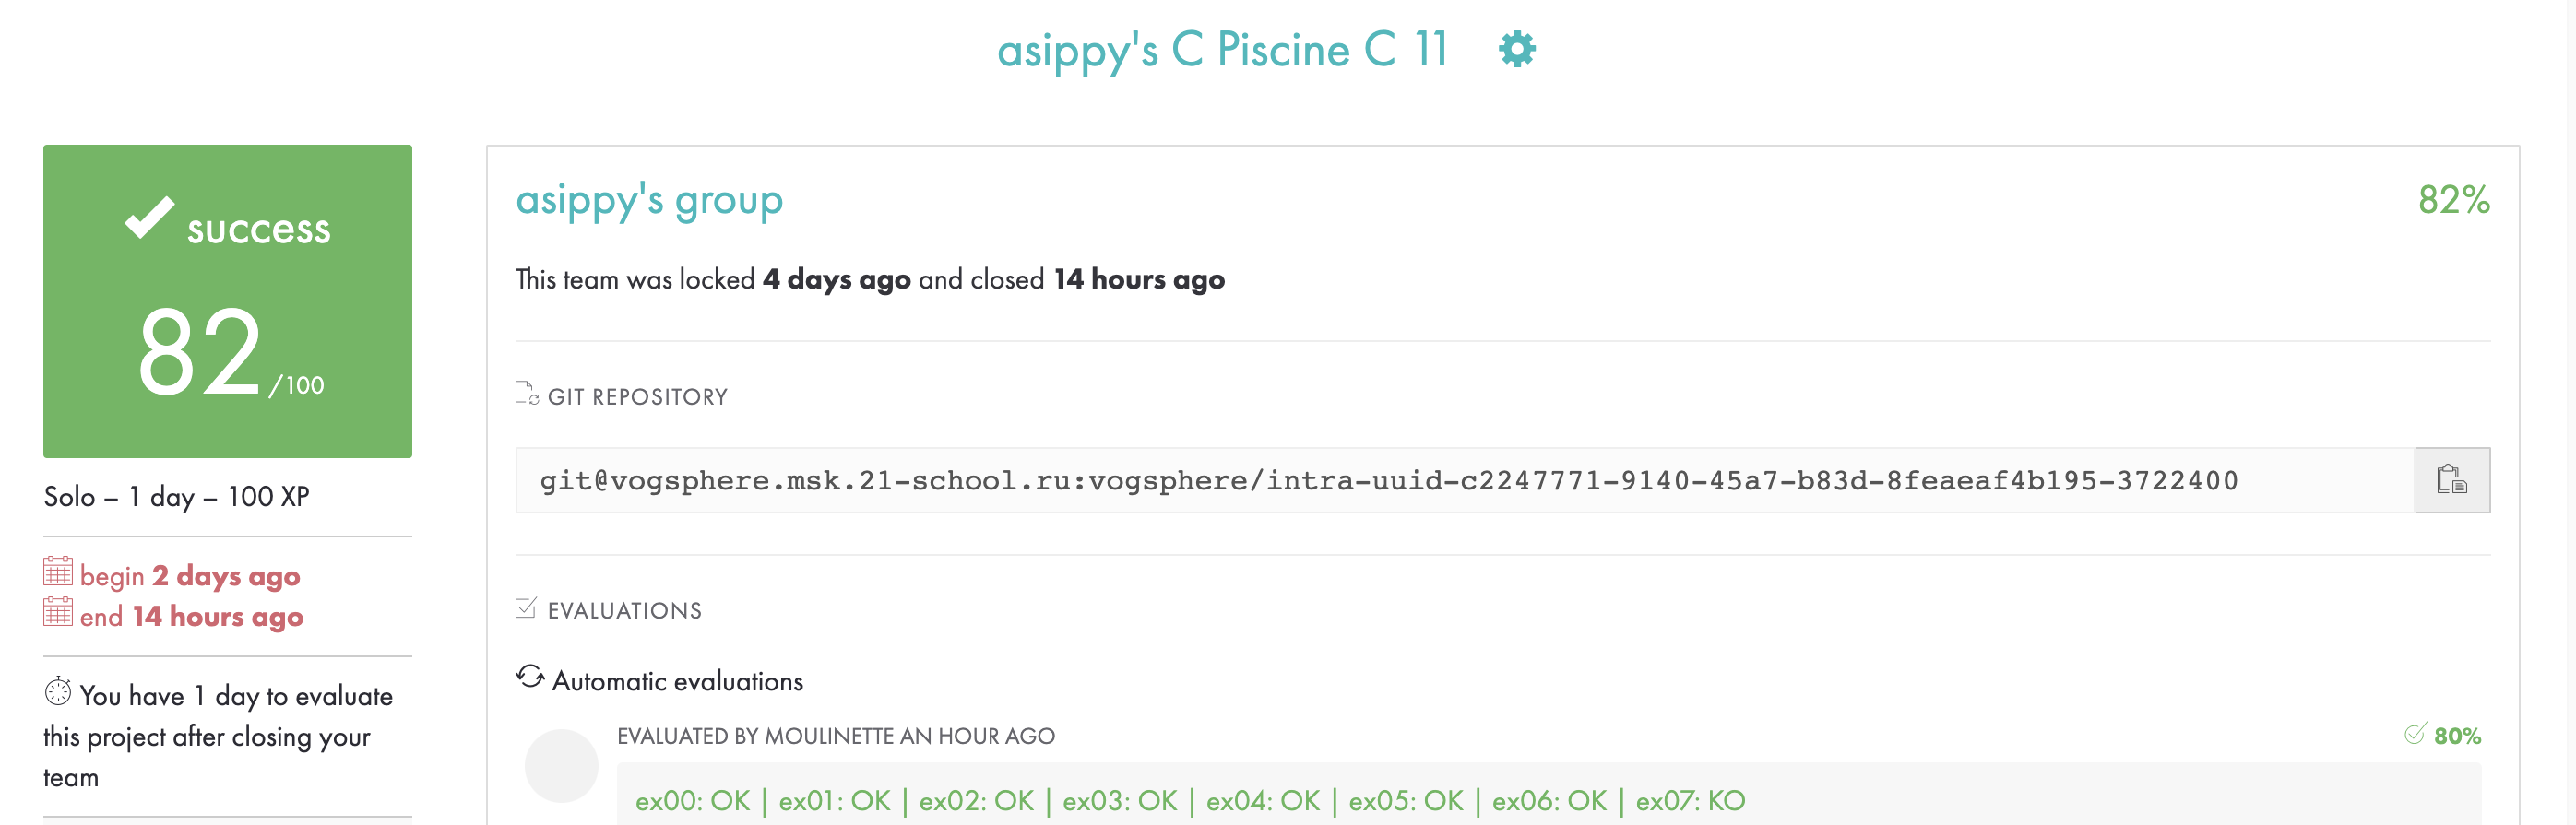 asippy's C Piscine C 11
success
82 /100
Solo – 1 day – 100 XP
begin 2 days ago
end 14 hours ago
You have 1 day to evaluate
this project after closing your
team
asippy's group
82%
This team was locked 4 days ago and closed 14 hours ago
GIT REPOSITORY
git@vogsphere.msk.21-school.ru:vogsphere/intra-uuid-c2247771-9140-45a7-b83d-8feaeaf4b195-3722400
EVALUATIONS
Automatic evaluations
EVALUATED BY MOULINETTE AN HOUR AGO
80%
ex00: OK | ex01: OK | ex02: OK | ex03: OK | ex04: OK | ex05: OK | ex06: OK | ex07: KO